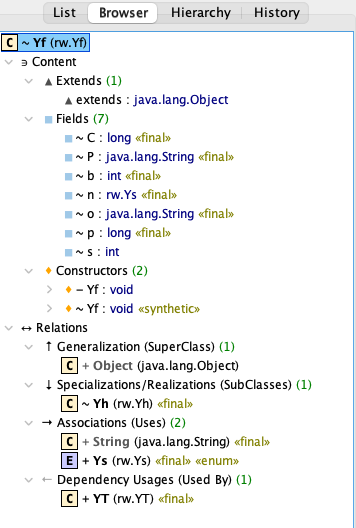 List Browser Hierarchy History
C ~ Yf (rw.Yf)
∍ Content
▲ Extends (1)
▲ extends : java.lang.Object
Fields (7)
~ C : long «final»
~ P : java.lang.String «final»
~ b : int «final»
~ n : rw.Ys «final»
~ o : java.lang.String «final»
~ p : long «final»
~ s : int
Constructors (2)
− Yf : void
~ Yf : void «synthetic»
↔ Relations
↑ Generalization (SuperClass) (1)
C + Object (java.lang.Object)
↓ Specializations/Realizations (SubClasses) (1)
C ~ Yh (rw.Yh) «final»
→ Associations (Uses) (2)
C + String (java.lang.String) «final»
E + Ys (rw.Ys) «final» «enum»
← Dependency Usages (Used By) (1)
C + YT (rw.YT) «final»